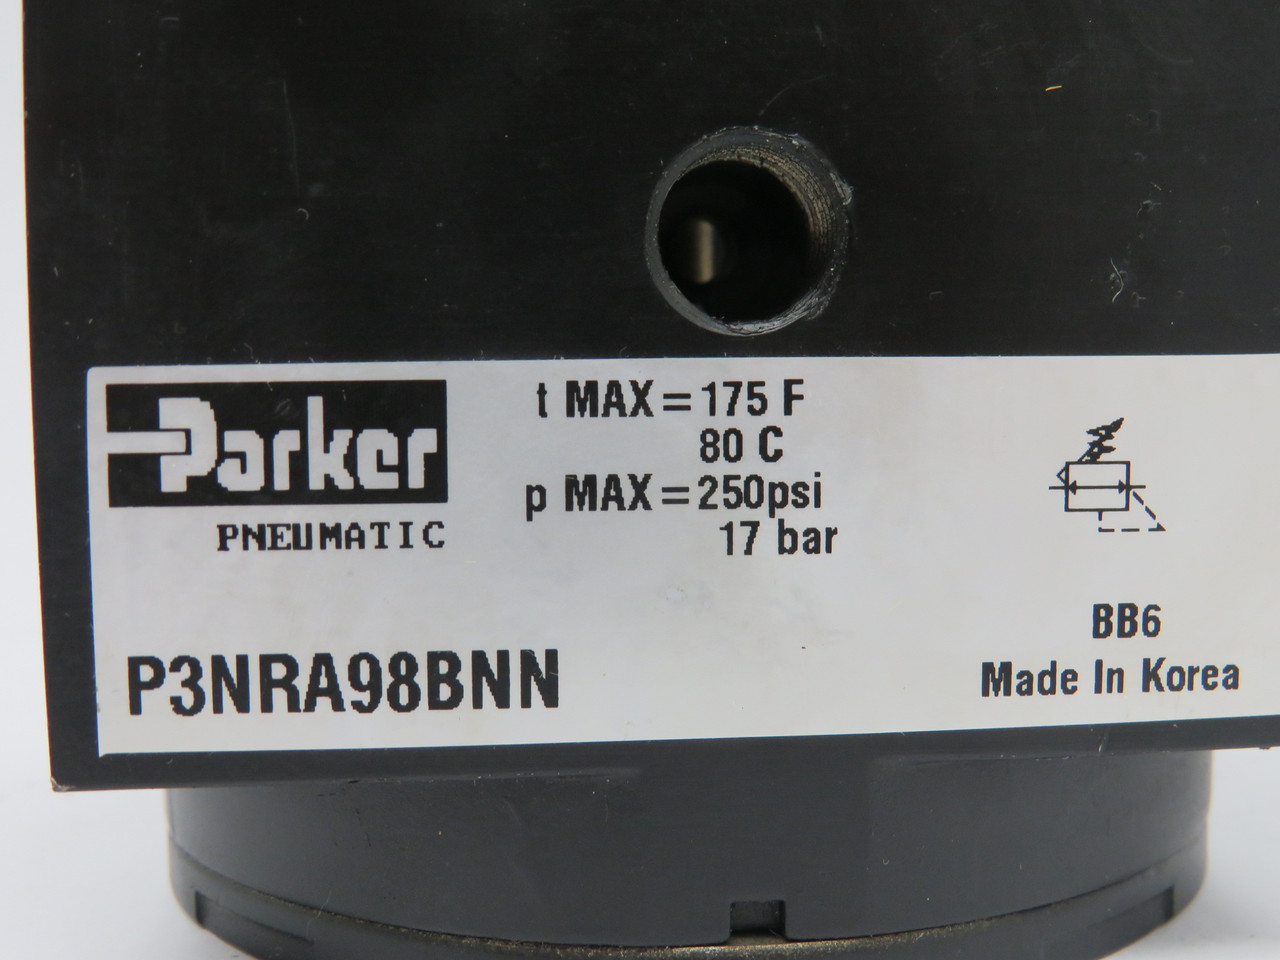 Parker
PNEUMATIC
t MAX=175 F
80 C
p MAX=250psi
17 bar
P3NRA98BNN
BB6
Made In Korea